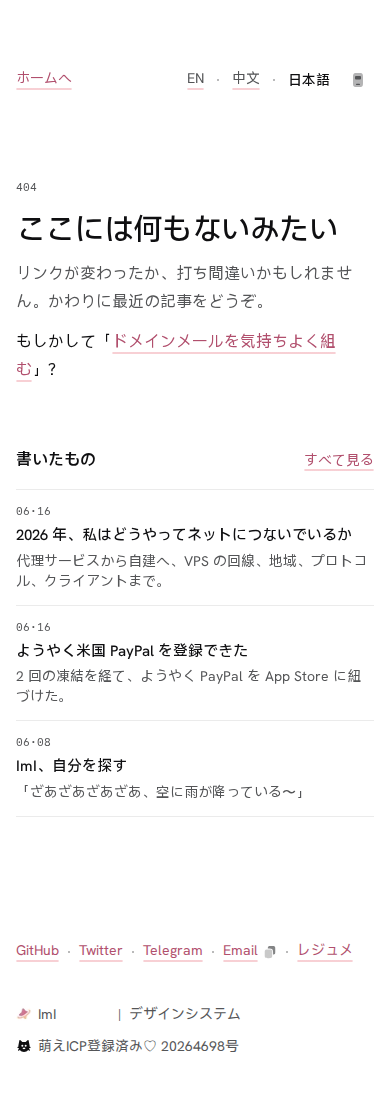 ホームへ
EN · 中文 · 日本語
404
ここには何もないみたい
リンクが変わったか、打ち間違いかもしれませ
ん。かわりに最近の記事をどうぞ。
もしかして「ドメインメールを気持ちよく組
む」？
書いたもの
すべて見る
06·16
2026 年、私はどうやってネットにつないでいるか
代理サービスから自建へ、VPS の回線、地域、プロトコ
ル、クライアントまで。
06·16
ようやく米国 PayPal を登録できた
2 回の凍結を経て、ようやく PayPal を App Store に紐
づけた。
06·08
lml、自分を探す
「ざあざあざあざあ、空に雨が降っている〜」
GitHub · Twitter · Telegram · Email · レジュメ
lml | デザインシステム
萌えICP登録済み♡ 20264698号